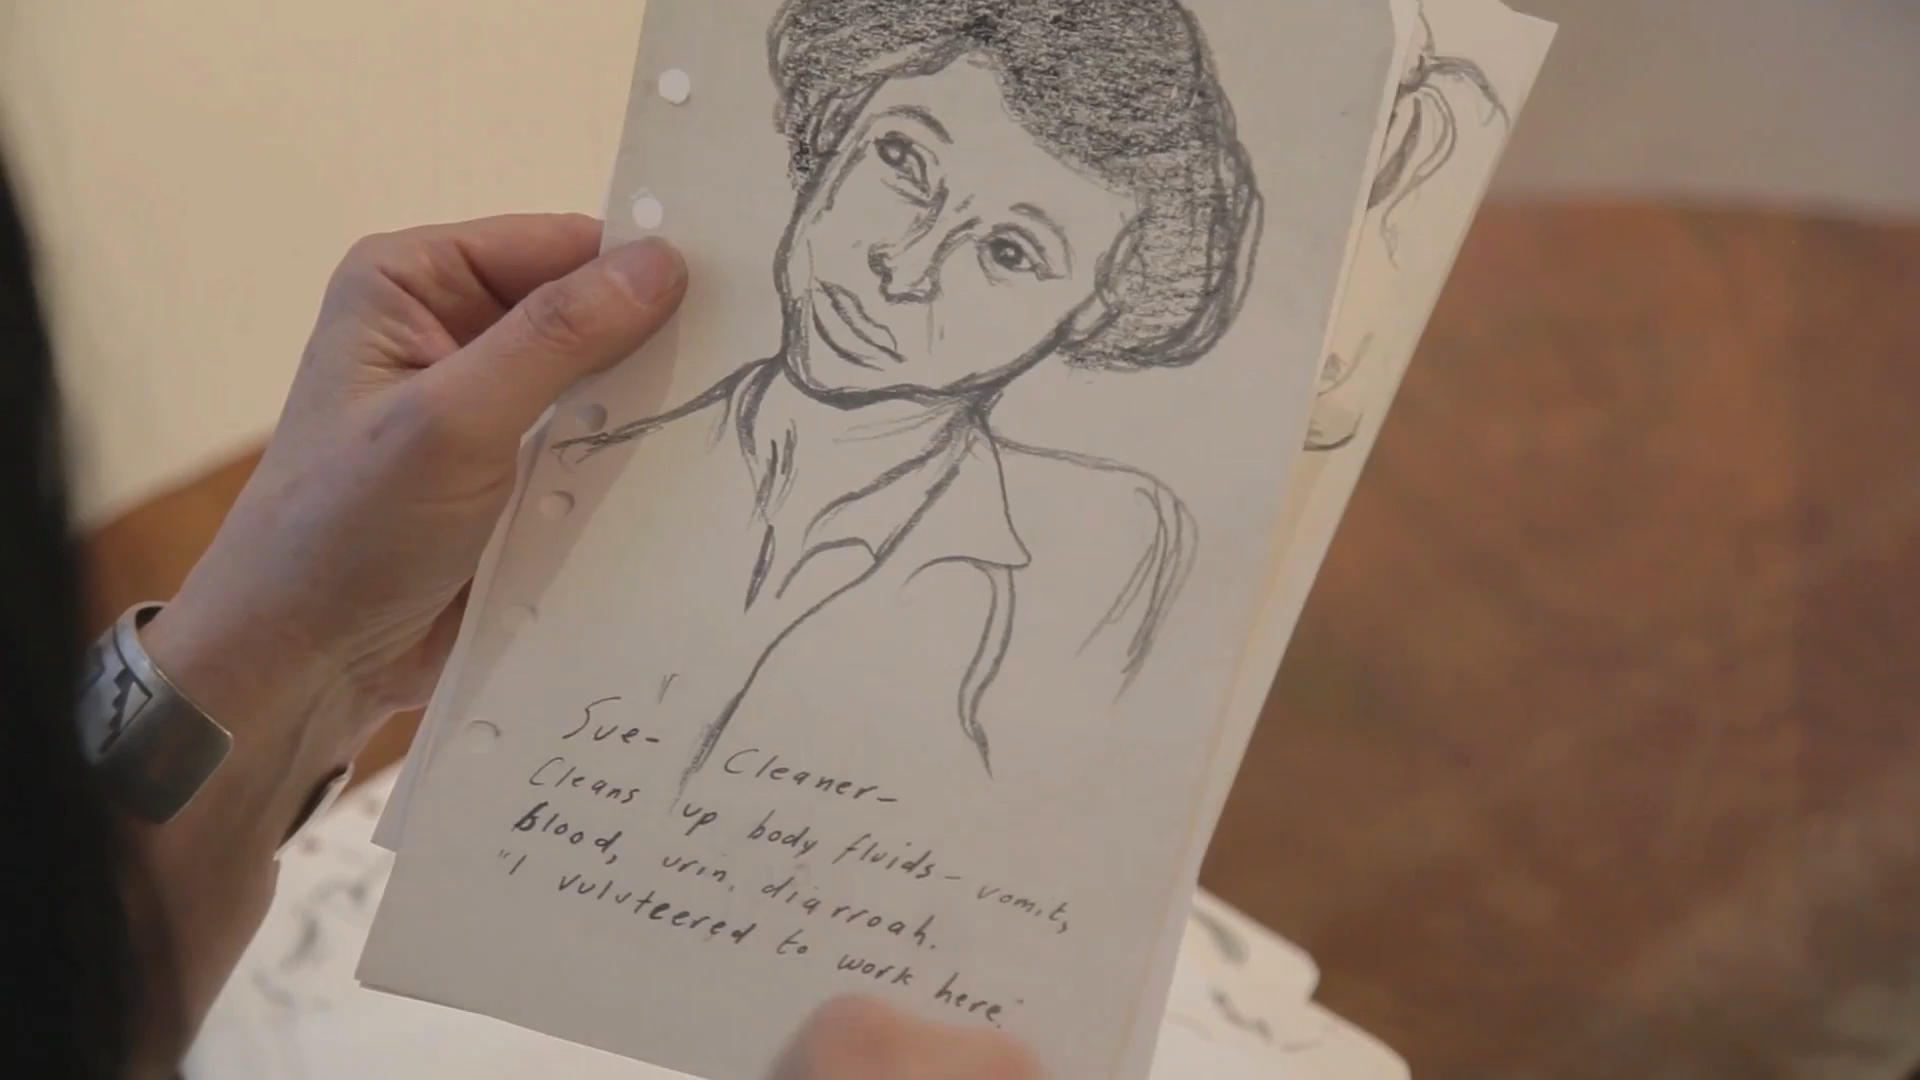 Sue- Cleaner-
Cleans up body fluids- vomit,
blood, urin. diarroah.
"I vuluteered to work here."